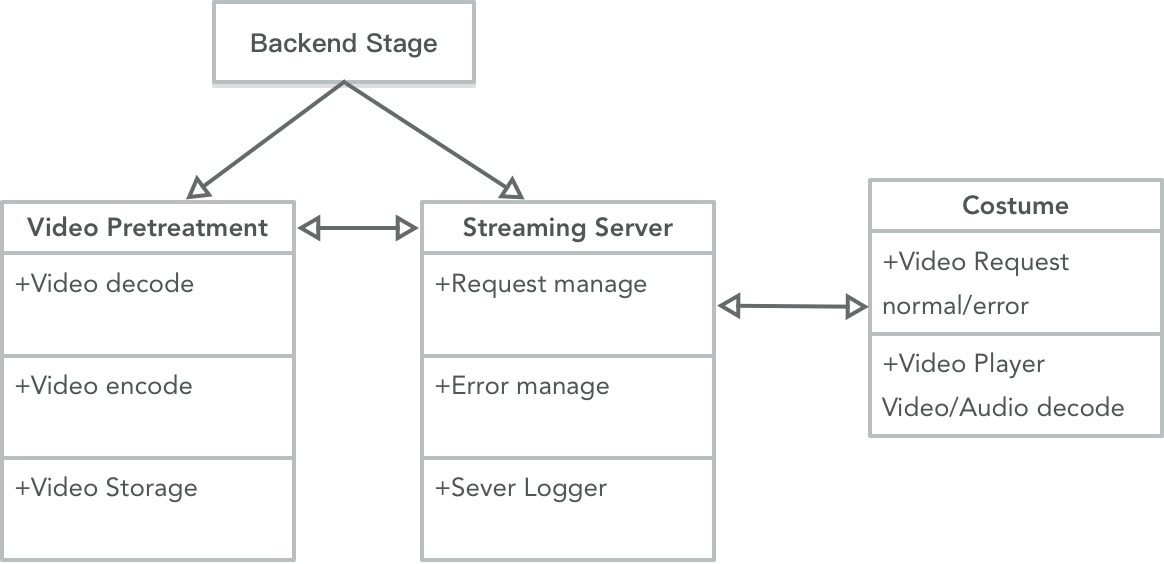 Backend Stage
Video Pretreatment
+Video decode
+Video encode
+Video Storage
Streaming Server
+Request manage
+Error manage
+Sever Logger
Costume
+Video Request
normal/error
+Video Player
Video/Audio decode